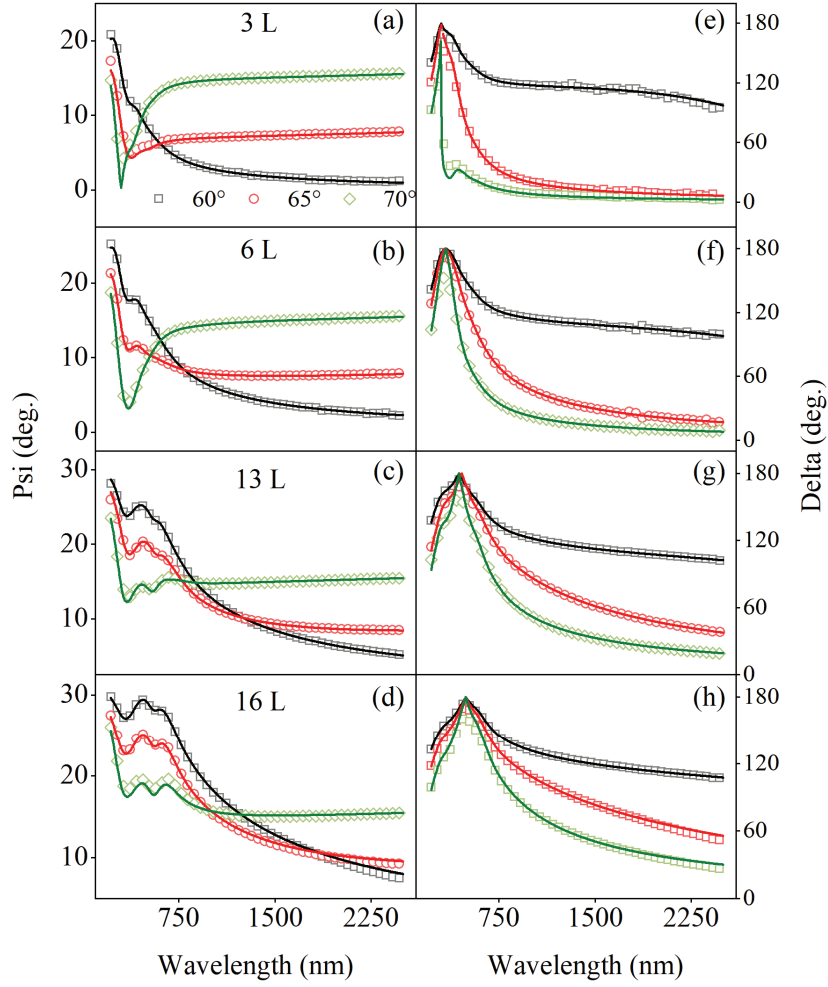 3 L
(a)
(e)
20
10
0
60° 65° 70°
180
120
60
0
6 L
(b)
(f)
20
10
0
180
120
60
0
13 L
(c)
(g)
30
20
10
180
120
60
0
16 L
(d)
(h)
30
20
10
180
120
60
0
Psi (deg.)
Delta (deg.)
750 1500 2250
750 1500 2250
Wavelength (nm)
Wavelength (nm)